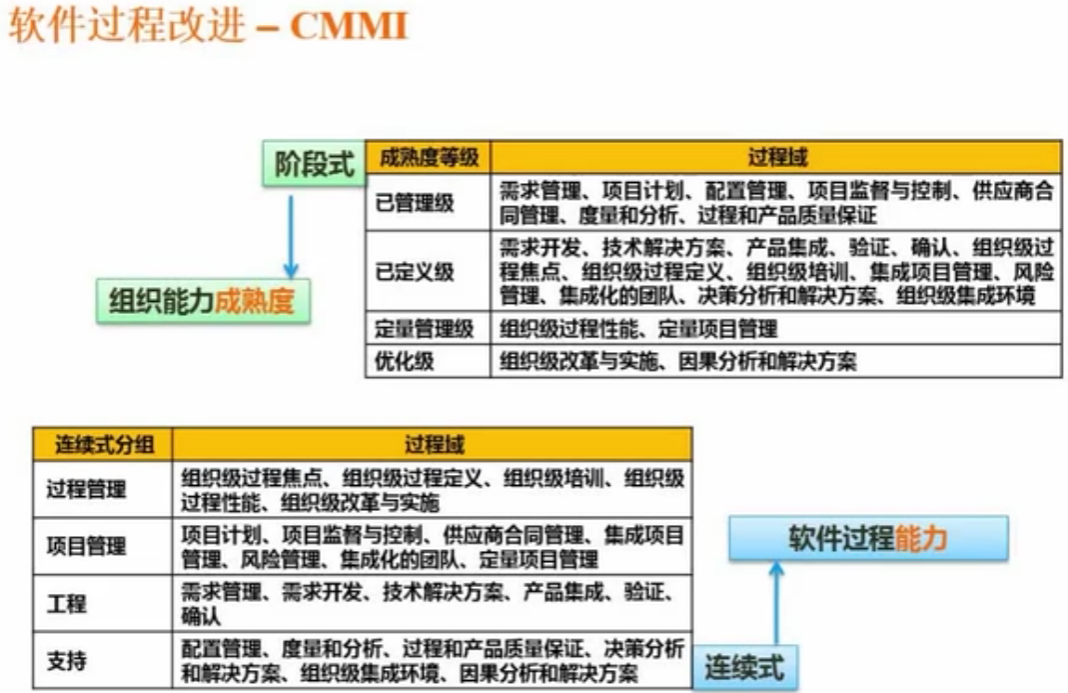 软件过程改进 – CMMI
阶段式
组织能力成熟度
成熟度等级 过程域
已管理级 需求管理、项目计划、配置管理、项目监督与控制、供应商合
同管理、度量和分析、过程和产品质量保证
已定义级 需求开发、技术解决方案、产品集成、验证、确认、组织级过
程焦点、组织级过程定义、组织级培训、集成项目管理、风险
管理、集成化的团队、决策分析和解决方案、组织级集成环境
定量管理级 组织级过程性能、定量项目管理
优化级 组织级改革与实施、因果分析和解决方案
连续式分组 过程域
过程管理 组织级过程焦点、组织级过程定义、组织级培训、组织级
过程性能、组织级改革与实施
项目管理 项目计划、项目监督与控制、供应商合同管理、集成项目
管理、风险管理、集成化的团队、定量项目管理
工程 需求管理、需求开发、技术解决方案、产品集成、验证、
确认
支持 配置管理、度量和分析、过程和产品质量保证、决策分析
和解决方案、组织级集成环境、因果分析和解决方案
软件过程能力
连续式